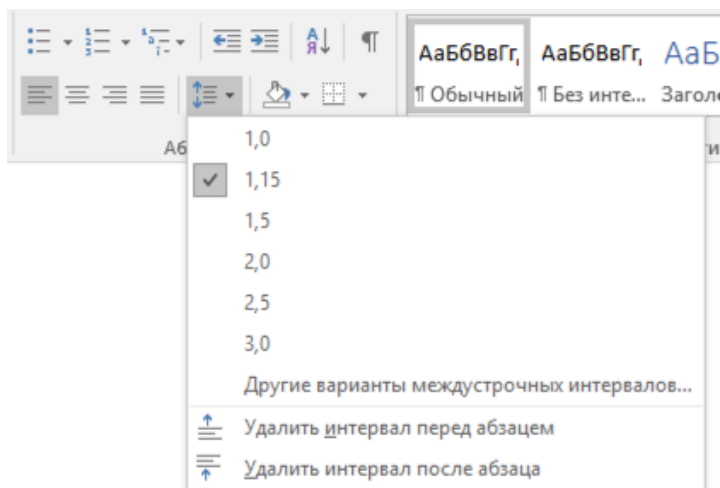 АаБбВвГг, АаБбВвГг, АаБ
¶ Обычный ¶ Без инте... Заголо
Аб
1,0
1,15
1,5
2,0
2,5
3,0
Другие варианты междустрочных интервалов...
Удалить интервал перед абзацем
Удалить интервал после абзаца